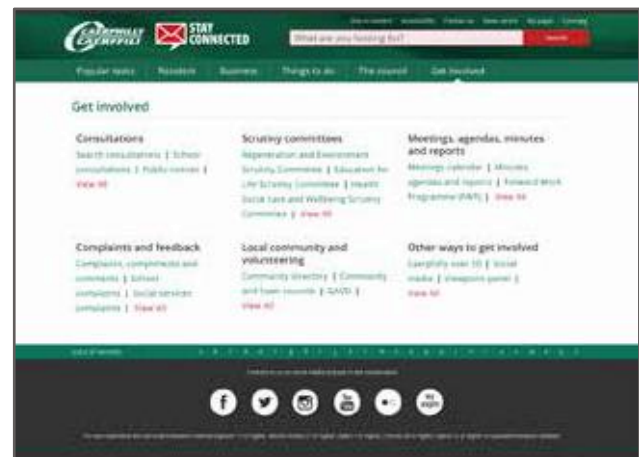 CAERPHILLY
CAERFFILI
STAY
CONNECTED
Contact us
What are you looking for?
Popular tasks
Resident
Business
Things to do
The council
Get Involved
Get involved
Consultations
Search consultations | School
consultations | Public notices |
View All
Scrutiny committees
Regeneration and Environment
Scrutiny Committee | Education for
Life Scrutiny Committee | Health
Social Care and Wellbeing Scrutiny
Committee | View All
Meetings, agendas, minutes
and reports
Meetings calendar | Minutes,
agendas and reports | Forward Work
Programme (FWP) | View All
Complaints and feedback
Complaints, compliments and
comments | School
complaints | Social services
complaints | View All
Local community and
volunteering
Community directory | Community
and town councils | GAVO |
View All
Other ways to get involved
Caerphilly over 50 | Social
media | Viewpoint panel |
View All